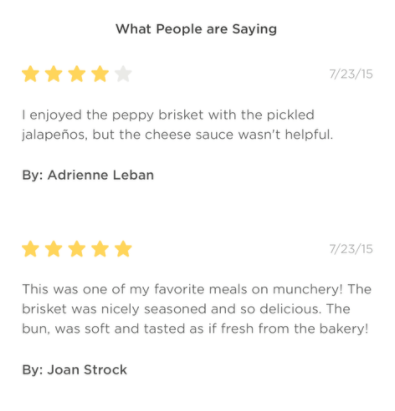 What People are Saying
7/23/15
I enjoyed the peppy brisket with the pickled
jalapeños, but the cheese sauce wasn't helpful.
By: Adrienne Leban
7/23/15
This was one of my favorite meals on munchery! The
brisket was nicely seasoned and so delicious. The
bun, was soft and tasted as if fresh from the bakery!
By: Joan Strock